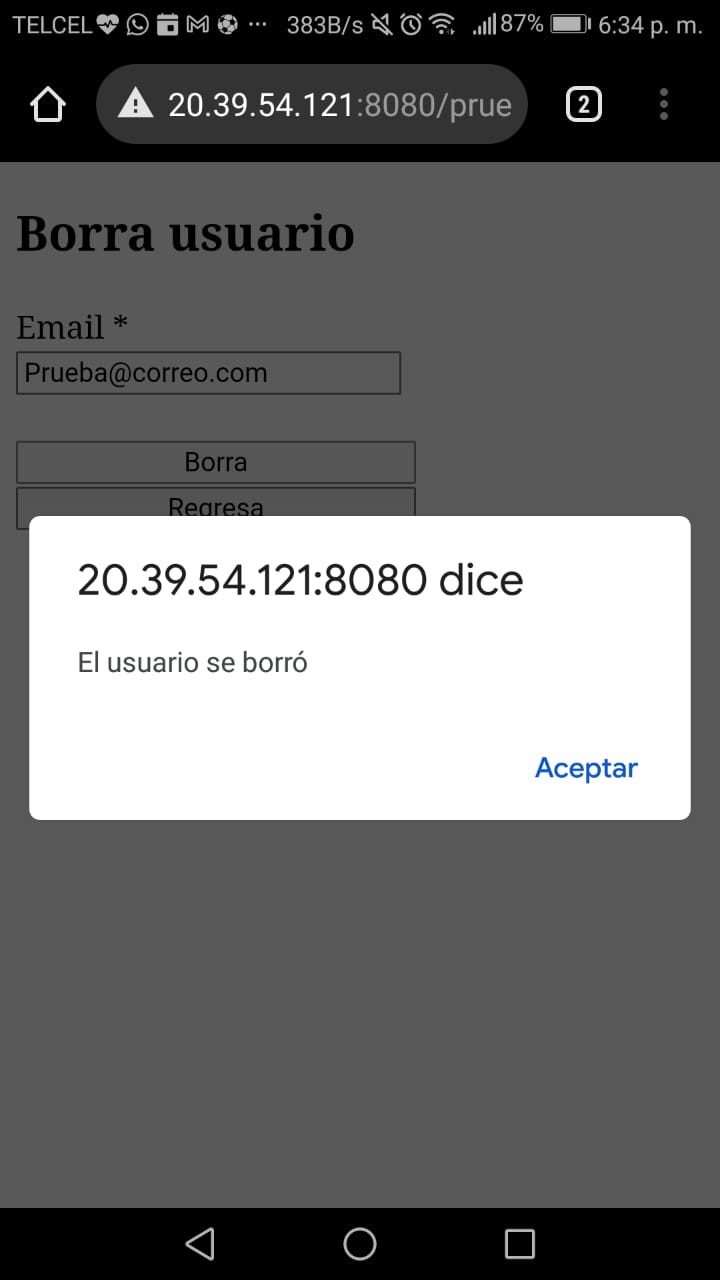 TELCEL ... 383B/s 87% 6:34 p. m.
20.39.54.121:8080/prue
2
Borra usuario
Email *
Prueba@correo.com
Borra
Regresa
20.39.54.121:8080 dice
El usuario se borró
Aceptar